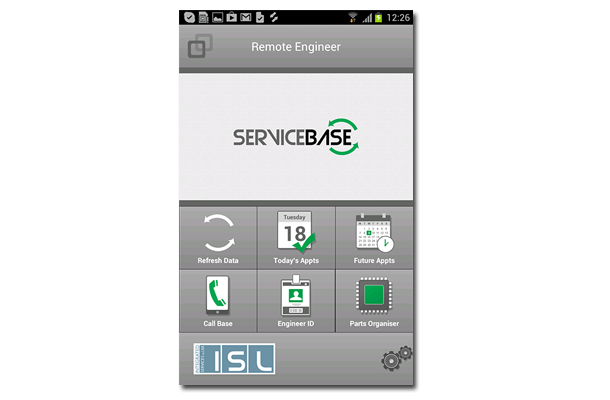 12:26
Remote Engineer
SERVICEBASE
Tuesday
18
Refresh Data
Today's Appts
Future Appts
Call Base
Engineer ID
Parts Organiser
ISL